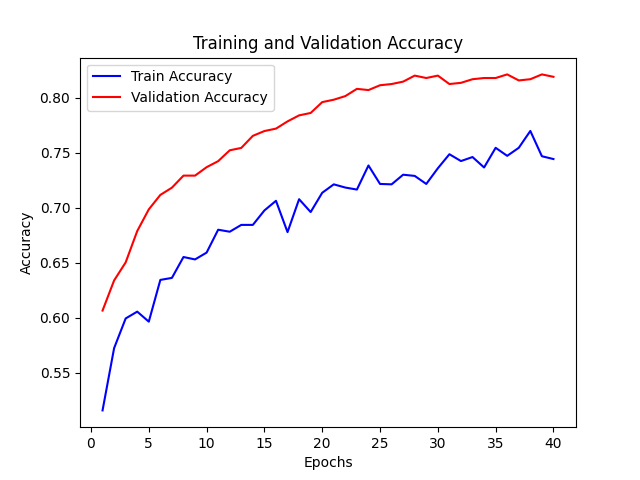 Training and Validation Accuracy
Train Accuracy
Validation Accuracy
0.80
0.75
0.70
0.65
0.60
0.55
Accuracy
0 5 10 15 20 25 30 35 40
Epochs